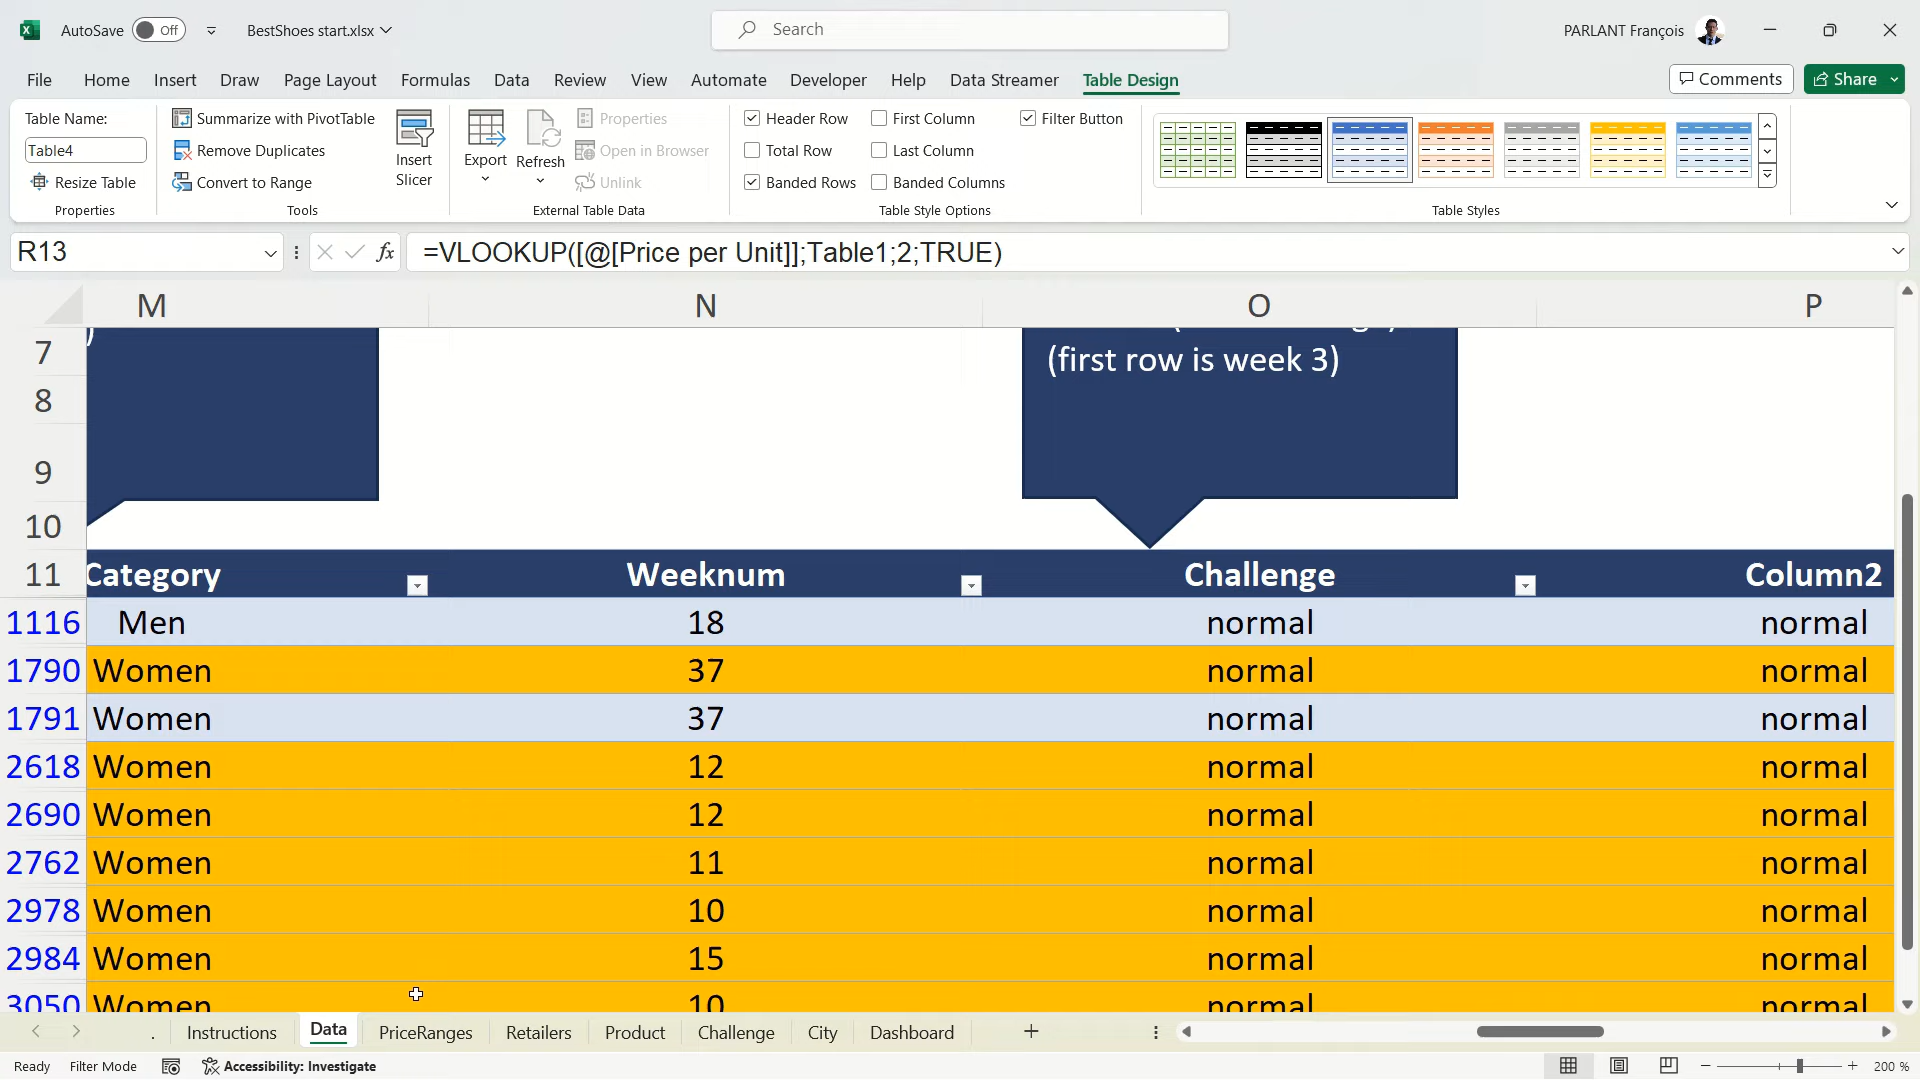 AutoSave Off BestShoes start.xlsx Search PARLANT François
File Home Insert Draw Page Layout Formulas Data Review View Automate Developer Help Data Streamer Table Design Comments Share
Table Name:
Table4
Resize Table
Properties
Summarize with PivotTable
Remove Duplicates
Convert to Range
Tools
Insert
Slicer
Export
Refresh
Properties
Open in Browser
Unlink
External Table Data
Header Row First Column Filter Button
Total Row Last Column
Banded Rows Banded Columns
Table Style Options
Table Styles
R13 fx =VLOOKUP([@[Price per Unit]];Table1;2;TRUE)
M N O P
7 (first row is week 3)
8
9
10
11 Category Weeknum Challenge Column2
1116 Men 18 normal normal
1790 Women 37 normal normal
1791 Women 37 normal normal
2618 Women 12 normal normal
2690 Women 12 normal normal
2762 Women 11 normal normal
2978 Women 10 normal normal
2984 Women 15 normal normal
3050 Women 10 normal normal
. Instructions Data PriceRanges Retailers Product Challenge City Dashboard
Ready Filter Mode Accessibility: Investigate 200 %